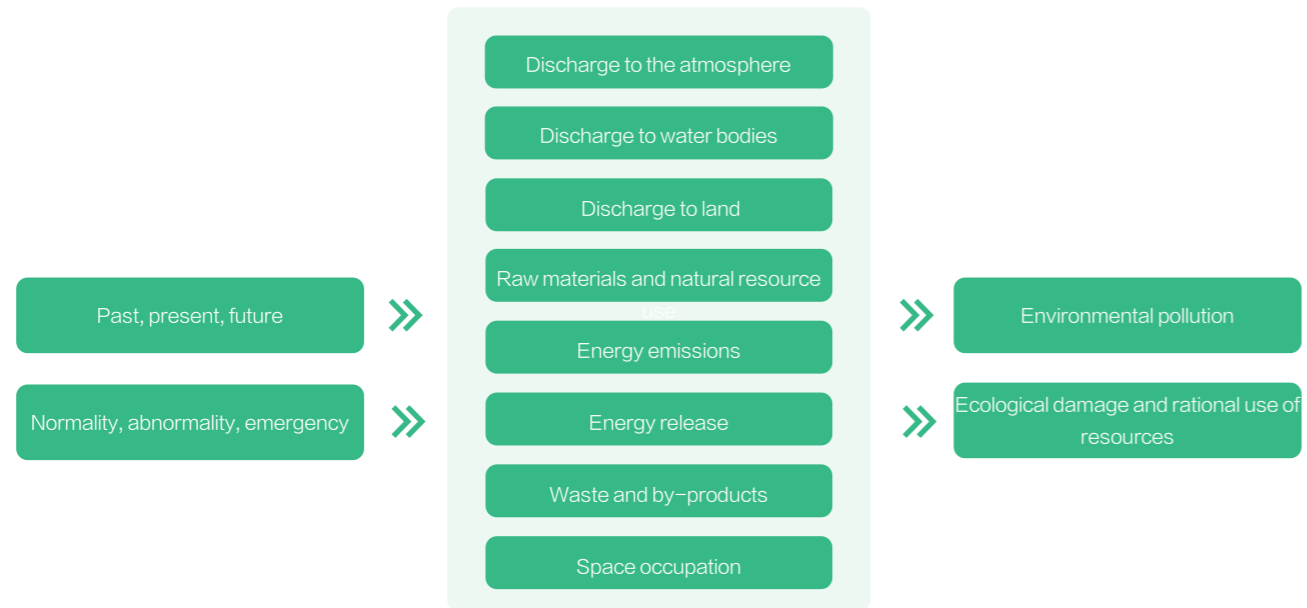 Past, present, future
Normality, abnormality, emergency
Discharge to the atmosphere
Discharge to water bodies
Discharge to land
Raw materials and natural resource
use
Energy emissions
Energy release
Waste and by-products
Space occupation
Environmental pollution
Ecological damage and rational use of
resources